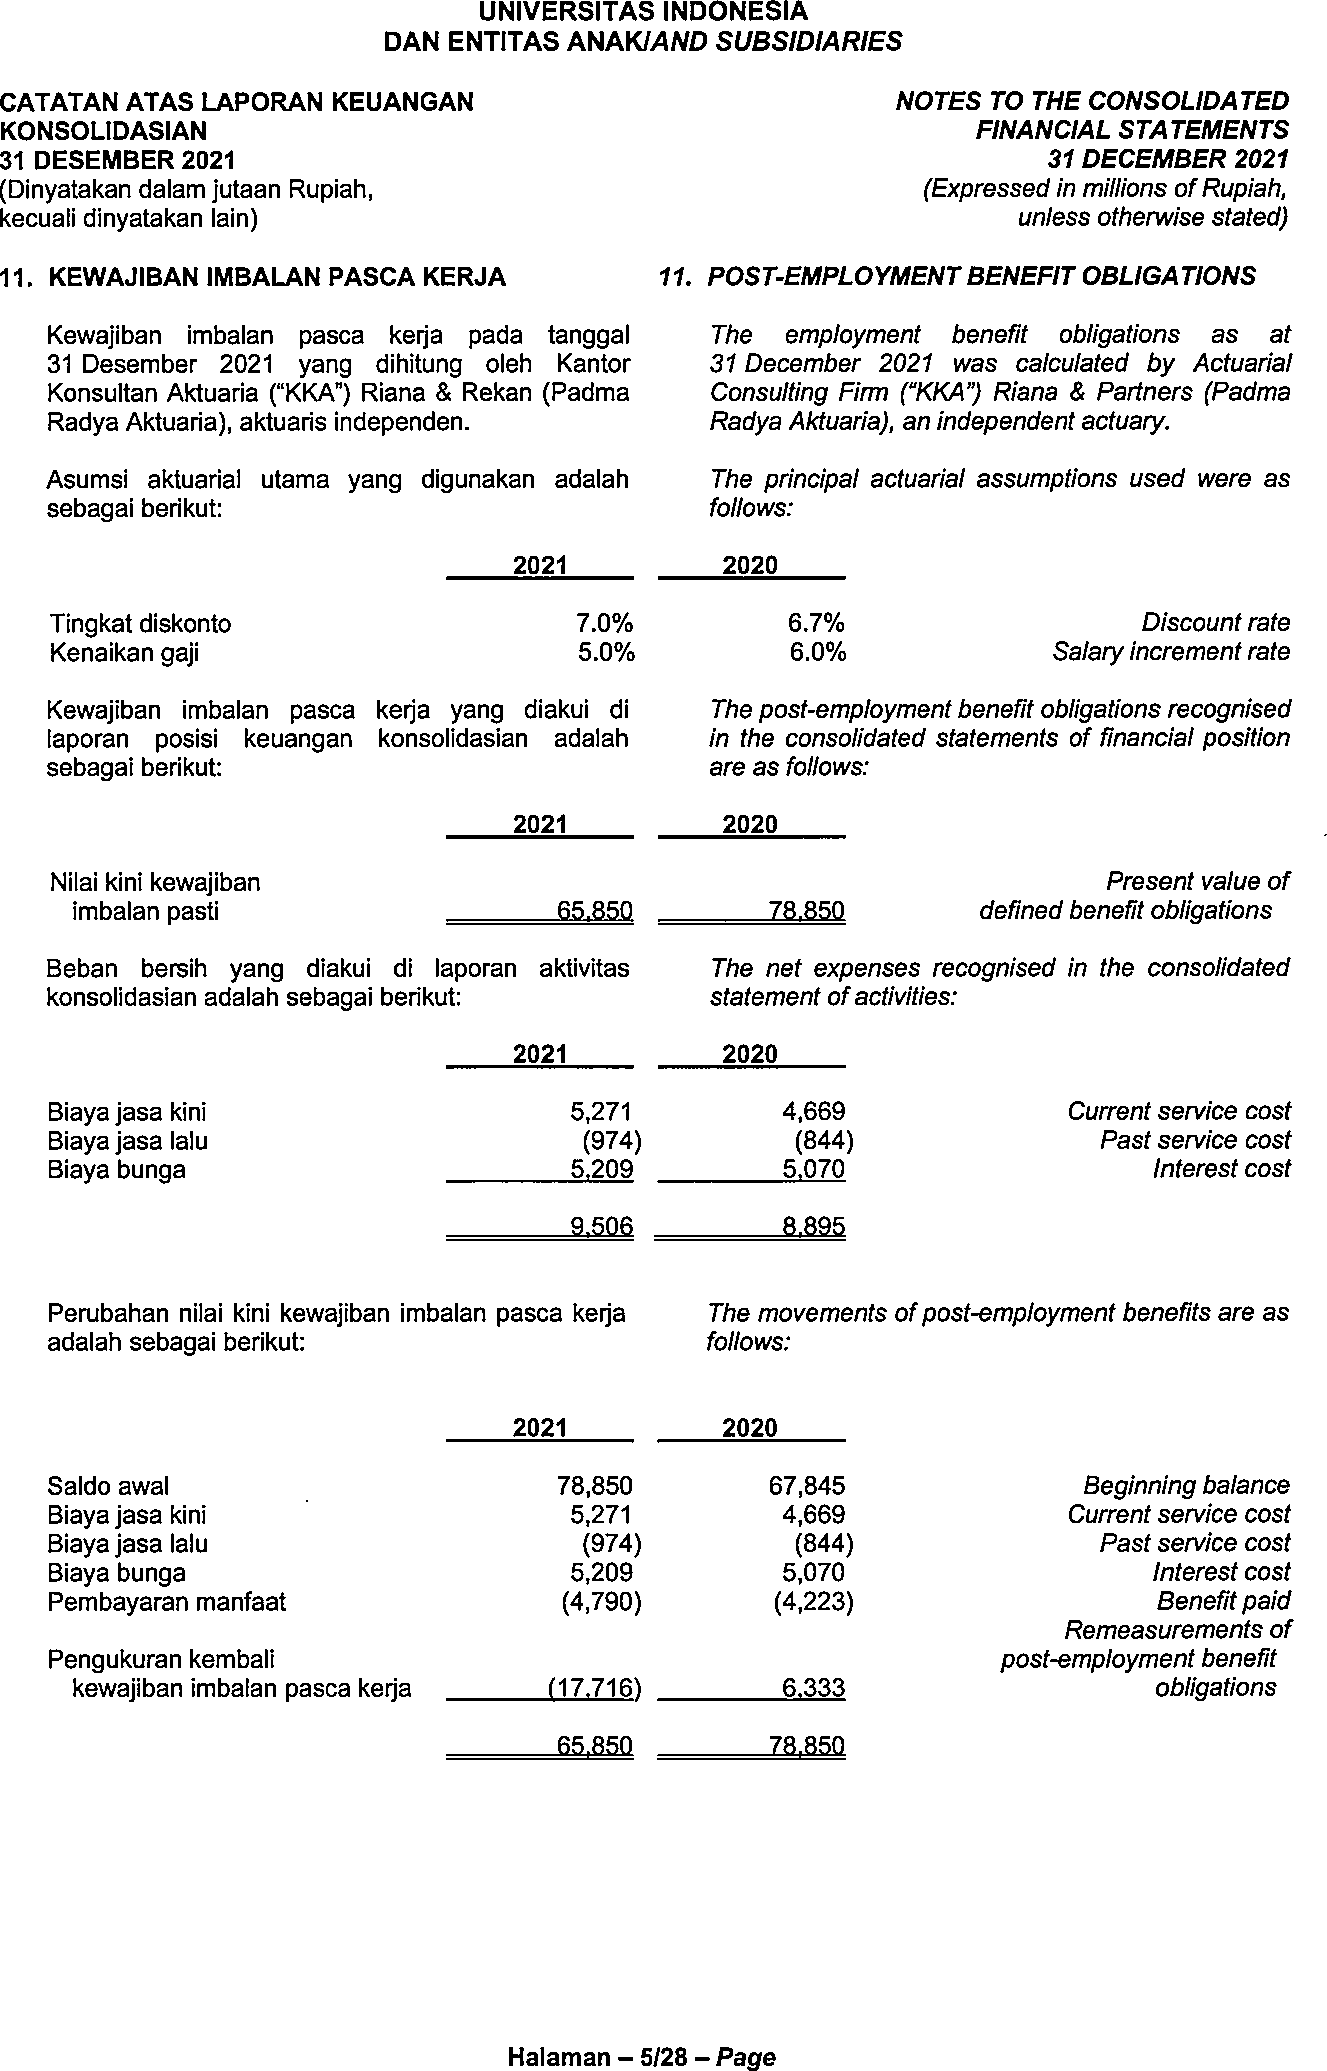 UNIVERSITAS INDONESIA
DAN ENTITAS ANAK/AND SUBSIDIARIES
CATATAN ATAS LAPORAN KEUANGAN
KONSOLIDASIAN
31 DESEMBER 2021
(Dinyatakan dalam jutaan Rupiah,
kecuali dinyatakan lain)
NOTES TO THE CONSOLIDATED
FINANCIAL STATEMENTS
31 DECEMBER 2021
(Expressed in millions of Rupiah,
unless otherwise stated)
11. KEWAJIBAN IMBALAN PASCA KERJA
11. POST-EMPLOYMENT BENEFIT OBLIGATIONS
Kewajiban imbalan pasca kerja pada tanggal
31 Desember 2021 yang dihitung oleh Kantor
Konsultan Aktuaria (“KKA”) Riana & Rekan (Padma
Radya Aktuaria), aktuaris independen.
The employment benefit obligations as at
31 December 2021 was calculated by Actuarial
Consulting Firm (“KKA”) Riana & Partners (Padma
Radya Aktuaria), an independent actuary.
Asumsi aktuarial utama yang digunakan adalah
sebagai berikut:
The principal actuarial assumptions used were as
follows:
2021 2020
Tingkat diskonto 7.0% 6.7% Discount rate
Kenaikan gaji 5.0% 6.0% Salary increment rate
Kewajiban imbalan pasca kerja yang diakui di
laporan posisi keuangan konsolidasian adalah
sebagai berikut:
The post-employment benefit obligations recognised
in the consolidated statements of financial position
are as follows:
2021 2020
Nilai kini kewajiban Present value of
imbalan pasti 65,850 78,850 defined benefit obligations
Beban bersih yang diakui di laporan aktivitas
konsolidasian adalah sebagai berikut:
The net expenses recognised in the consolidated
statement of activities:
2021 2020
Biaya jasa kini 5,271 4,669 Current service cost
Biaya jasa lalu (974) (844) Past service cost
Biaya bunga 5,209 5,070 Interest cost
9,506 8,895
Perubahan nilai kini kewajiban imbalan pasca kerja
adalah sebagai berikut:
The movements of post-employment benefits are as
follows:
2021 2020
Saldo awal 78,850 67,845 Beginning balance
Biaya jasa kini 5,271 4,669 Current service cost
Biaya jasa lalu (974) (844) Past service cost
Biaya bunga 5,209 5,070 Interest cost
Pembayaran manfaat (4,790) (4,223) Benefit paid
Remeasurements of
Pengukuran kembali post-employment benefit
kewajiban imbalan pasca kerja (17,716) 6,333 obligations
65,850 78,850
Halaman – 5/28 – Page